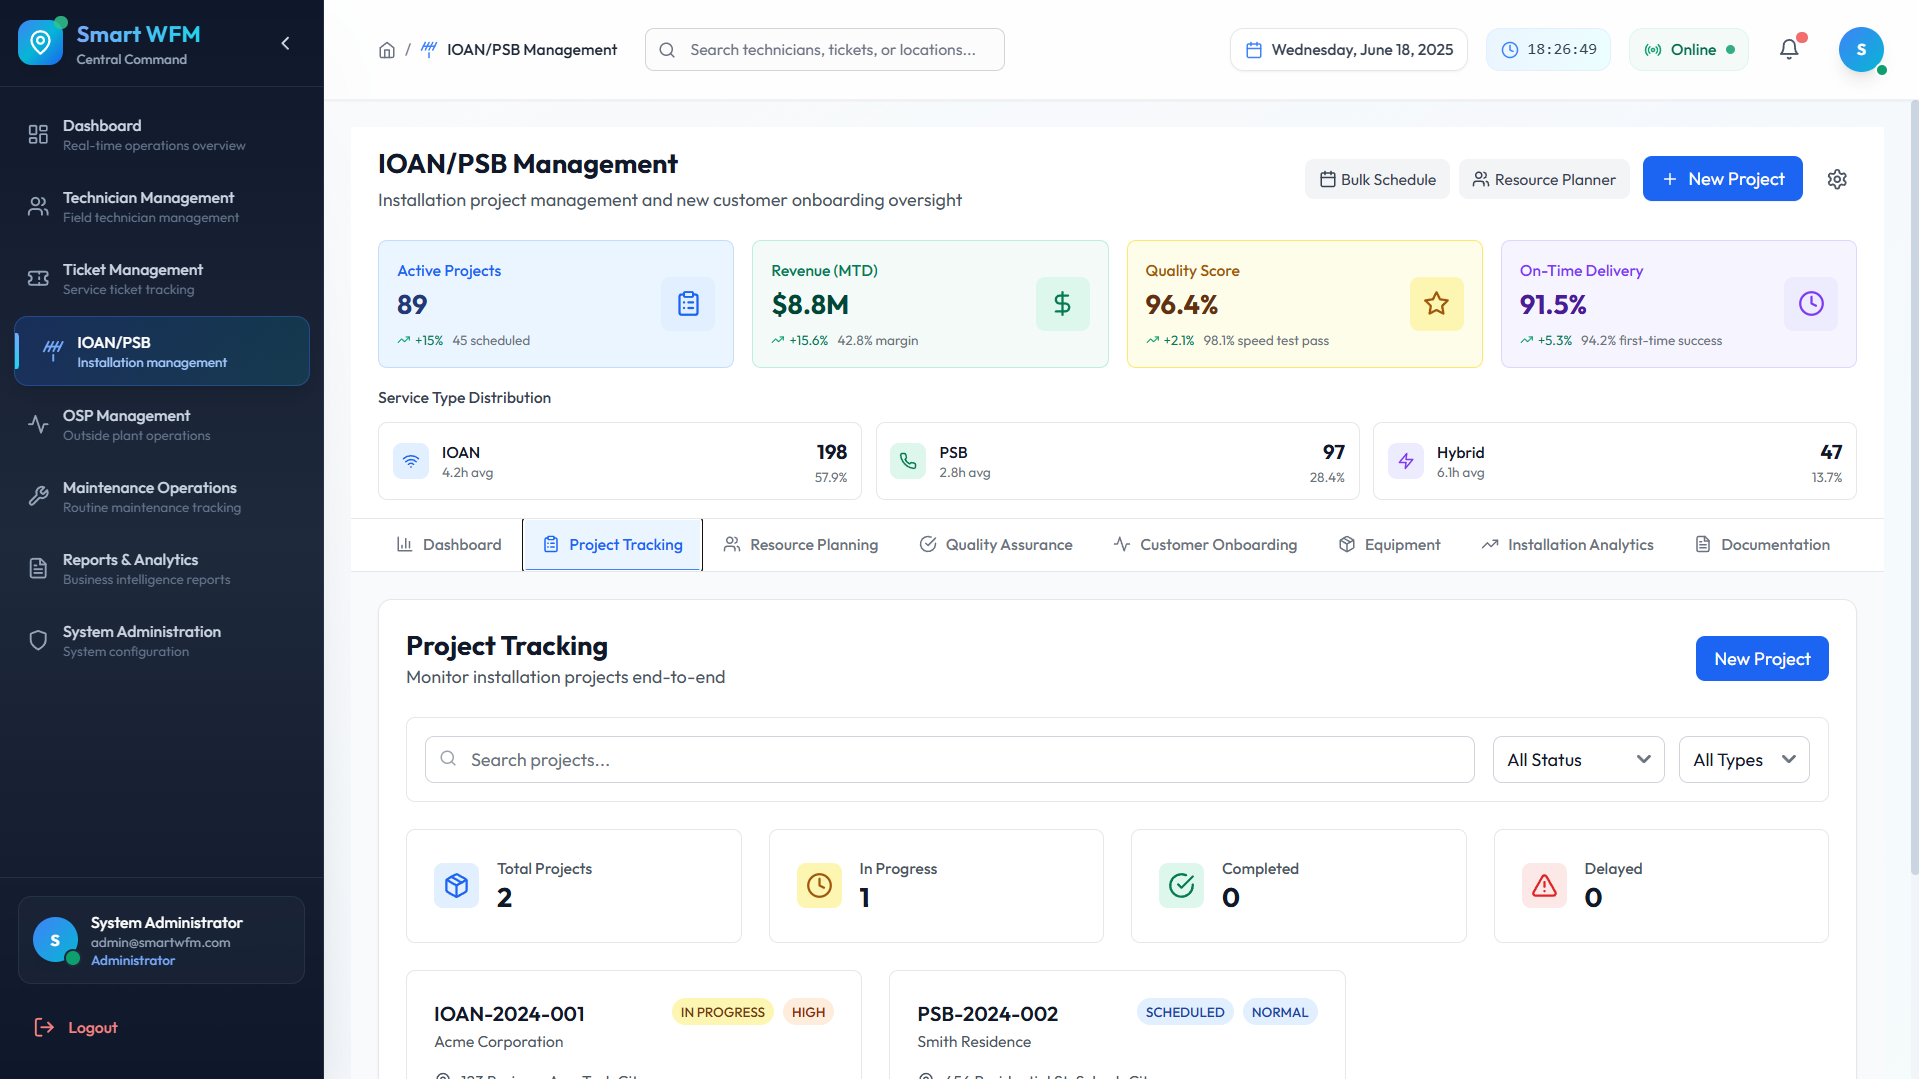 Smart WFM
Central Command
Dashboard
Real-time operations overview
Technician Management
Field technician management
Ticket Management
Service ticket tracking
IOAN/PSB
Installation management
OSP Management
Outside plant operations
Maintenance Operations
Routine maintenance tracking
Reports & Analytics
Business intelligence reports
System Administration
System configuration
S
System Administrator
admin@smartwfm.com
Administrator
Logout
/ IOAN/PSB Management
Search technicians, tickets, or locations...
Wednesday, June 18, 2025
18:26:49
Online
S
IOAN/PSB Management
Installation project management and new customer onboarding oversight
Bulk Schedule
Resource Planner
New Project
Active Projects
89
+15% 45 scheduled
Revenue (MTD)
$8.8M
+15.6% 42.8% margin
Quality Score
96.4%
+2.1% 98.1% speed test pass
On-Time Delivery
91.5%
+5.3% 94.2% first-time success
Service Type Distribution
IOAN 198
4.2h avg 57.9%
PSB 97
2.8h avg 28.4%
Hybrid 47
6.1h avg 13.7%
Dashboard
Project Tracking
Resource Planning
Quality Assurance
Customer Onboarding
Equipment
Installation Analytics
Documentation
Project Tracking
Monitor installation projects end-to-end
New Project
Search projects...
All Status
All Types
Total Projects
2
In Progress
1
Completed
0
Delayed
0
IOAN-2024-001 IN PROGRESS HIGH
Acme Corporation
PSB-2024-002 SCHEDULED NORMAL
Smith Residence